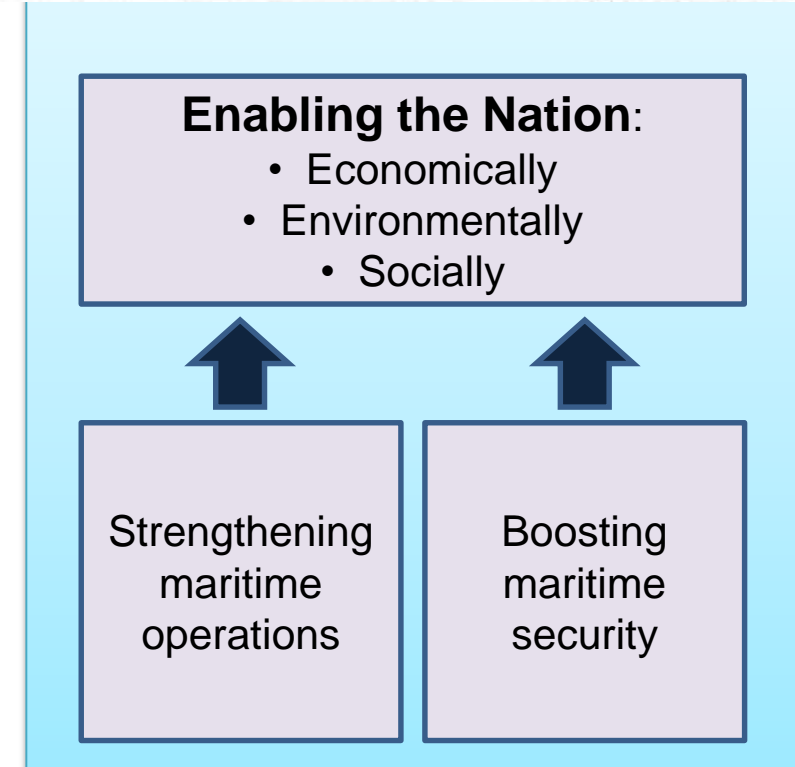 Enabling the Nation:
• Economically
• Environmentally
• Socially
Strengthening
maritime
operations
Boosting
maritime
security